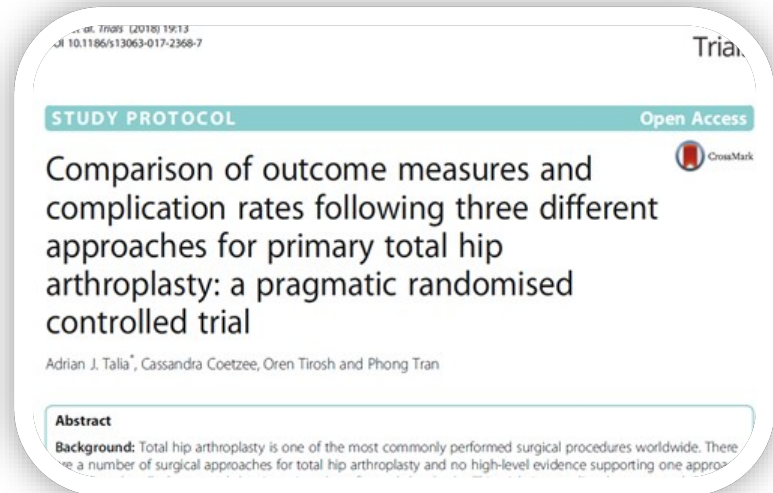 et al. Trials (2018) 19:13
DOI 10.1186/s13063-017-2368-7
STUDY PROTOCOL Open Access
CrossMark
Comparison of outcome measures and
complication rates following three different
approaches for primary total hip
arthroplasty: a pragmatic randomised
controlled trial
Adrian J. Talia*, Cassandra Coetzee, Oren Tirosh and Phong Tran
Abstract
Background: Total hip arthroplasty is one of the most commonly performed surgical procedures worldwide. There
are a number of surgical approaches for total hip arthroplasty and no high-level evidence supporting one